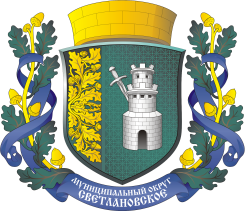 МУНИЦИПАЛЬНЫЙ ОКРУГ
СВЕТЛАНОВСКОЕ